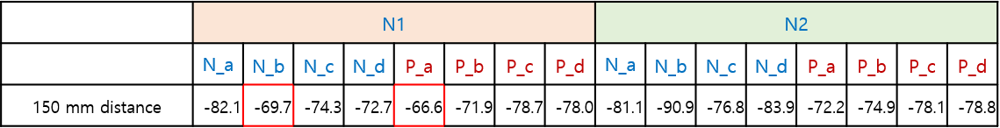 N1 N2
N_a N_b N_c N_d P_a P_b P_c P_d N_a N_b N_c N_d P_a P_b P_c P_d
150 mm distance -82.1 -69.7 -74.3 -72.7 -66.6 -71.9 -78.7 -78.0 -81.1 -90.9 -76.8 -83.9 -72.2 -74.9 -78.1 -78.8